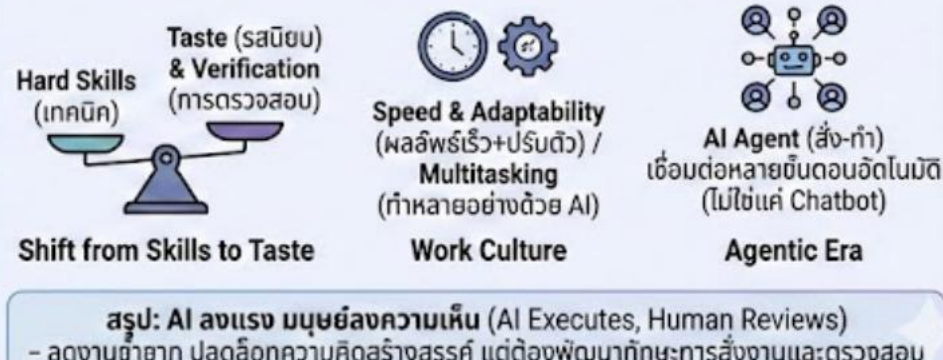 Hard Skills
(เทคนิค)
Taste (รสนิยม)
& Verification
(การตรวจสอบ)
Shift from Skills to Taste
Speed & Adaptability
(ผลลัพธ์เร็ว+ปรับตัว) /
Multitasking
(ทำหลายอย่างด้วย AI)
Work Culture
AI Agent (สั่ง-ทำ)
เชื่อมต่อหลายขั้นตอนอัตโนมัติ
(ไม่ใช่แค่ Chatbot)
Agentic Era
สรุป: AI ลงแรง มนุษย์ลงความเห็น (AI Executes, Human Reviews)
– ลดงานยาก ปลดล็อกความคิดสร้างสรรค์ แต่ต้องพัฒนาทักษะการสั่งงานและตรวจสอบ